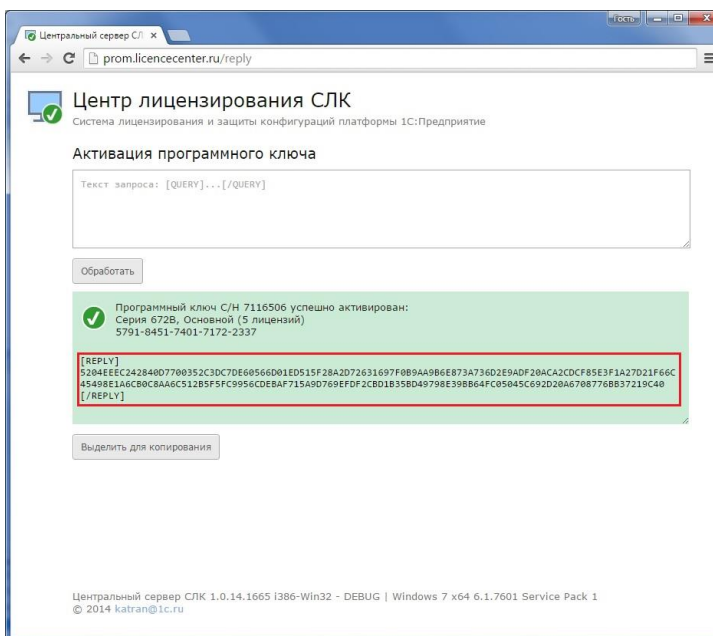 Гость
Центральный сервер СЛ
prom.licencecenter.ru/reply
Центр лицензирования СЛК
Система лицензирования и защиты конфигураций платформы 1С:Предприятие
Активация программного ключа
Текст запроса: [QUERY]...[/QUERY]
Обработать
Программный ключ С/Н 7116506 успешно активирован:
Серия 672B, Основной (5 лицензий)
5791-8451-7401-7172-2337
[REPLY]
5204EEEC242840D7700352C3DC7DE60566D01ED515F28A2D72631697F0B9AA9B6E873A736D2E9ADF20ACA2CDCF85E3F1A27D21F66C
45498E1A6CB0C8AA6C512B5F5FC9956CDEBAF715A9D769EFDF2CBD1B35BD49798E39BB64FC05045C692D20A6708776BB37219C40
[/REPLY]
Выделить для копирования
Центральный сервер СЛК 1.0.14.1665 i386-Win32 - DEBUG | Windows 7 x64 6.1.7601 Service Pack 1
© 2014 katran@1c.ru